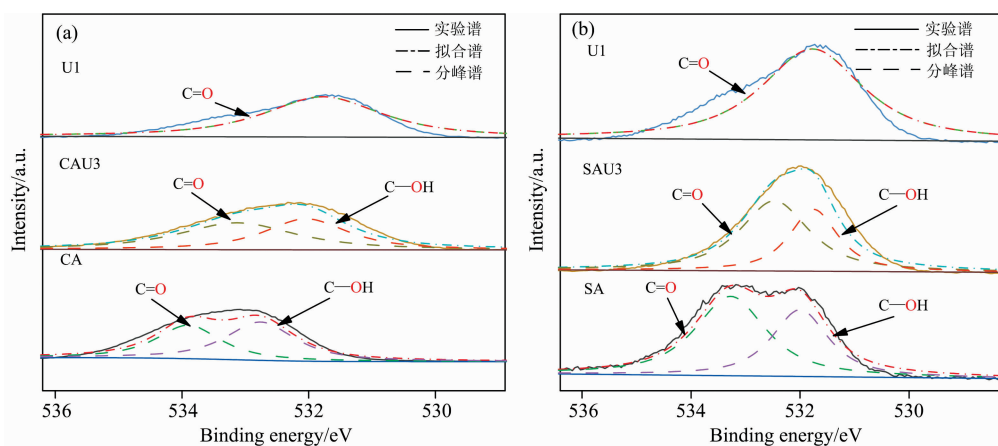 (a)
实验谱
拟合谱
分峰谱
U1
C=O
CAU3
C=O
C—OH
CA
C=O
C—OH
Intensity/a.u.
536 534 532 530
Binding energy/eV
(b)
实验谱
拟合谱
分峰谱
U1
C=O
SAU3
C=O
C—OH
SA
C=O
C—OH
Intensity/a.u.
536 534 532 530
Binding energy/eV